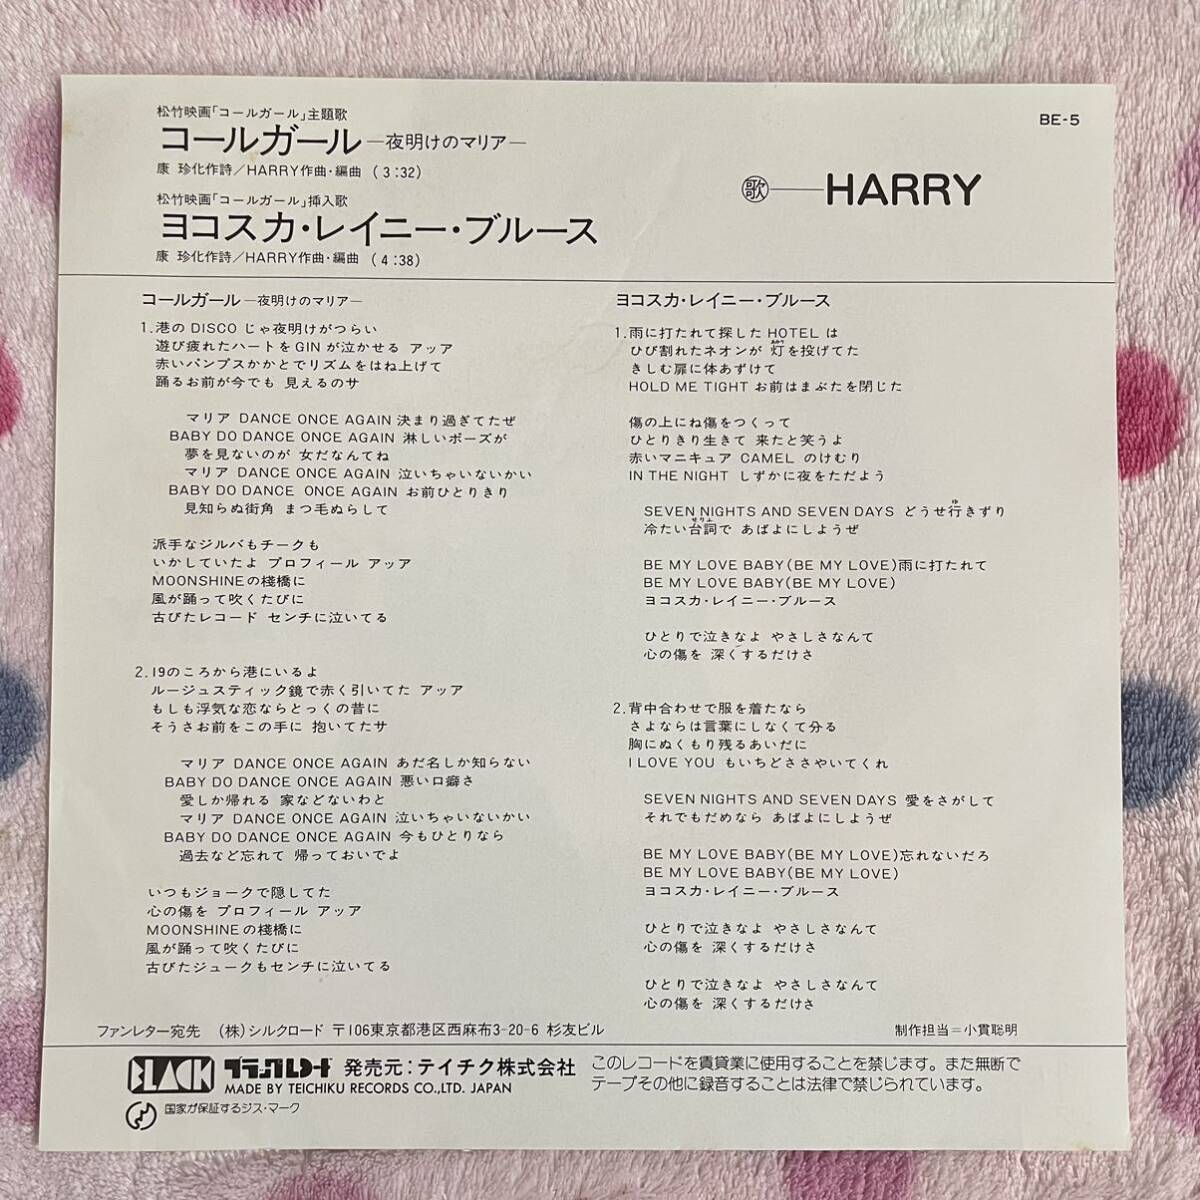 松竹映画「コールガール」主題歌
コールガール―夜明けのマリア―
康 珍化作詩/HARRY作曲・編曲 (3:32)
松竹映画「コールガール」挿入歌
ヨコスカ・レイニー・ブルース
康 珍化作詩/HARRY作曲・編曲 (4:38)
BE-5
歌―HARRY
コールガール―夜明けのマリア―
1.港の DISCO じゃ夜明けがつらい
遊び疲れたハートをGINが泣かせる アッア
赤いパンプスかかとでリズムをはね上げて
踊るお前が今でも 見えるのサ
マリア DANCE ONCE AGAIN 決まり過ぎてたぜ
BABY DO DANCE ONCE AGAIN 淋しいポーズが
夢を見ないのが 女だなんてね
マリア DANCE ONCE AGAIN 泣いちゃいないかい
BABY DO DANCE ONCE AGAIN お前ひとりきり
見知らぬ街角 まつ毛ぬらして
派手なジルバもチークも
いかしていたよ プロフィール アッア
MOONSHINEの棧橋に
風が踊って吹くたびに
古びたレコード センチに泣いてる
2.19のころから港にいるよ
ルージュスティック鏡で赤く引いてた アッア
もしも浮気な恋ならとっくの昔に
そうさお前をこの手に 抱いてたサ
マリア DANCE ONCE AGAIN あだ名しか知らない
BABY DO DANCE ONCE AGAIN 悪い口癖さ
愛しか帰れる 家などないわと
マリア DANCE ONCE AGAIN 泣いちゃいないかい
BABY DO DANCE ONCE AGAIN 今もひとりなら
過去など忘れて 帰っておいでよ
いつもジョークで隠してた
心の傷を プロフィール アッア
MOONSHINEの棧橋に
風が踊って吹くたびに
古びたジュークもセンチに泣いてる
ヨコスカ・レイニー・ブルース
1.雨に打たれて探した HOTEL は
ひび割れたネオンが 灯を投げてた
きしむ扉に体あずけて
HOLD ME TIGHT お前はまぶたを閉じた
傷の上にね傷をつくって
ひとりきり生きて 来たと笑うよ
赤いマニキュア CAMEL のけむり
IN THE NIGHT しずかに夜をただよう
SEVEN NIGHTS AND SEVEN DAYS どうせ行きずり
冷たい台詞で あばよにしようぜ
BE MY LOVE BABY(BE MY LOVE)雨に打たれて
BE MY LOVE BABY(BE MY LOVE)
ヨコスカ・レイニー・ブルース
ひとりで泣きなよ やさしさなんて
心の傷を 深くするだけさ
2.背中合わせで服を着たなら
さよならは言葉にしなくて分る
胸にぬくもり残るあいだに
I LOVE YOU もいちどささやいてくれ
SEVEN NIGHTS AND SEVEN DAYS 愛をさがして
それでもだめなら あばよにしようぜ
BE MY LOVE BABY(BE MY LOVE)忘れないだろ
BE MY LOVE BABY(BE MY LOVE)
ヨコスカ・レイニー・ブルース
ひとりで泣きなよ やさしさなんて
心の傷を 深くするだけさ
ひとりで泣きなよ やさしさなんて
心の傷を 深くするだけさ
ファンレター宛先 (株)シルクロード 〒106東京都港区西麻布3-20-6 杉友ビル
制作担当=小貫聡明
BLACK ブラックレコード 発売元:テイチク株式会社
MADE BY TEICHIKU RECORDS CO.,LTD. JAPAN
国家が保証するジス・マーク
このレコードを賃貸業に使用することを禁じます。また無断で
テープその他に録音することは法律で禁じられています。